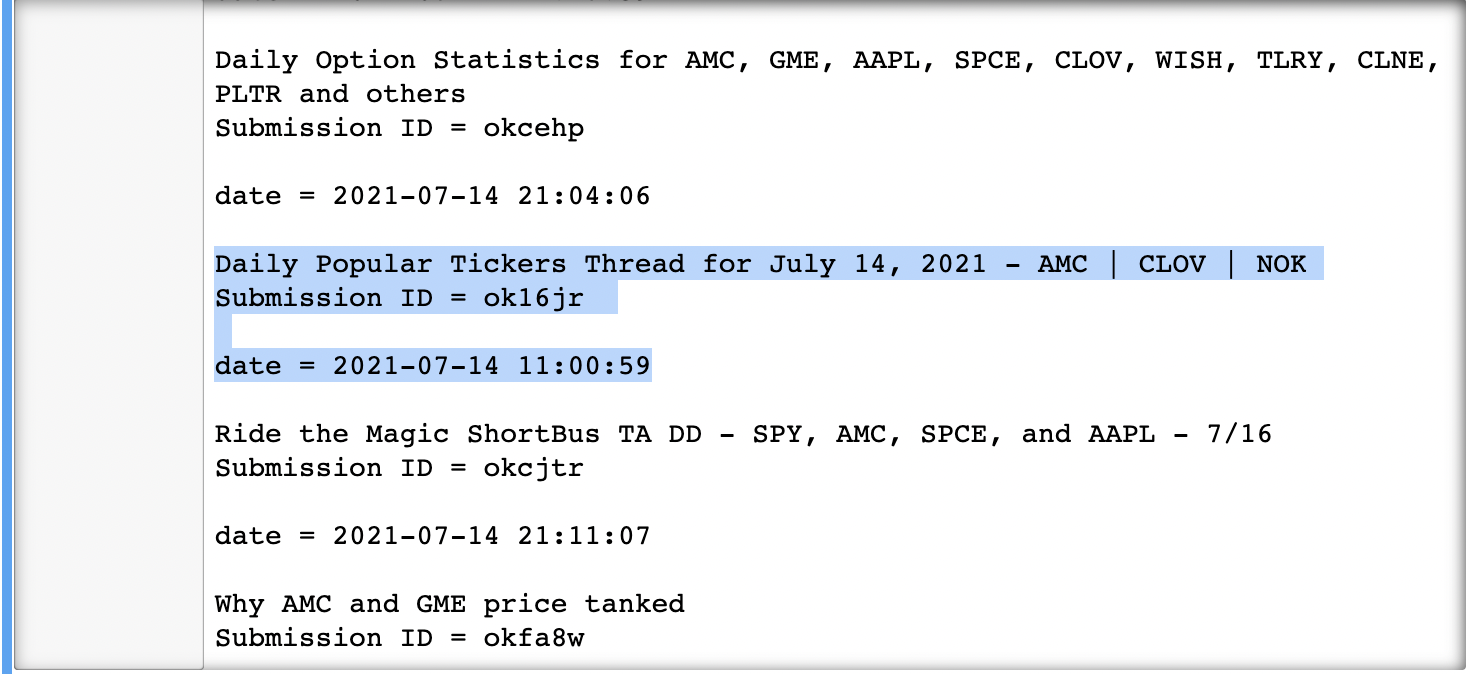 Daily Option Statistics for AMC, GME, AAPL, SPCE, CLOV, WISH, TLRY, CLNE,
PLTR and others
Submission ID = okcehp
date = 2021-07-14 21:04:06
Daily Popular Tickers Thread for July 14, 2021 - AMC | CLOV | NOK
Submission ID = ok16jr
date = 2021-07-14 11:00:59
Ride the Magic ShortBus TA DD - SPY, AMC, SPCE, and AAPL - 7/16
Submission ID = okcjtr
date = 2021-07-14 21:11:07
Why AMC and GME price tanked
Submission ID = okfa8w